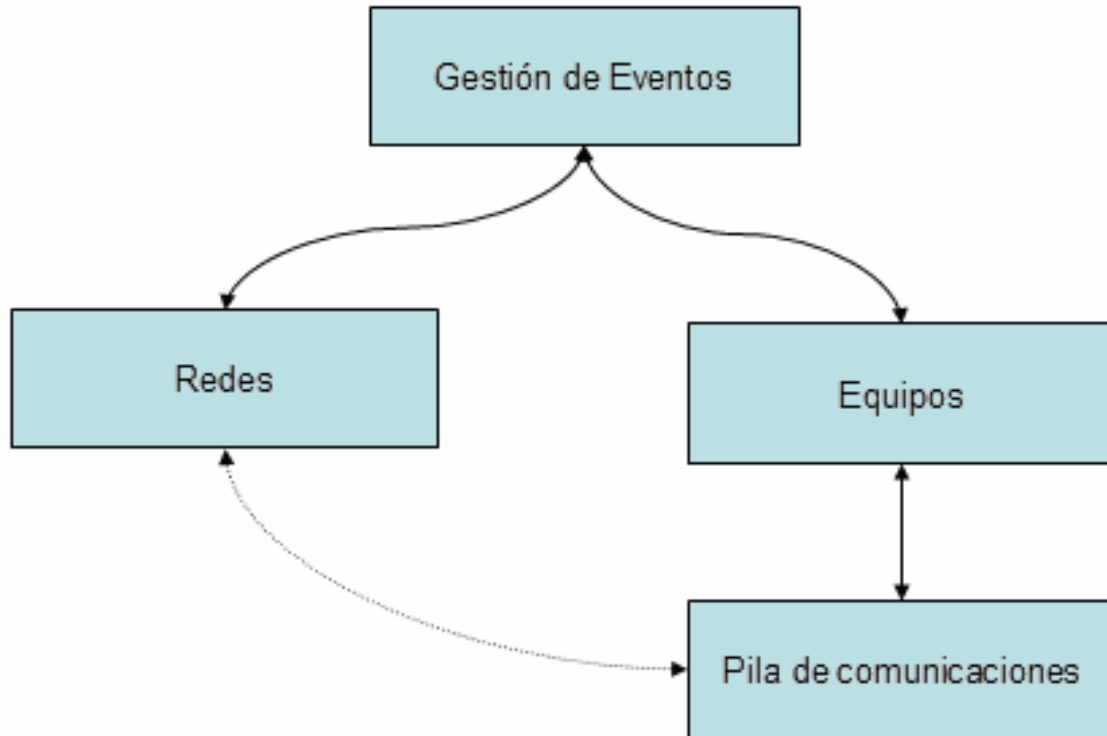 Gestión de Eventos
Redes
Equipos
Pila de comunicaciones